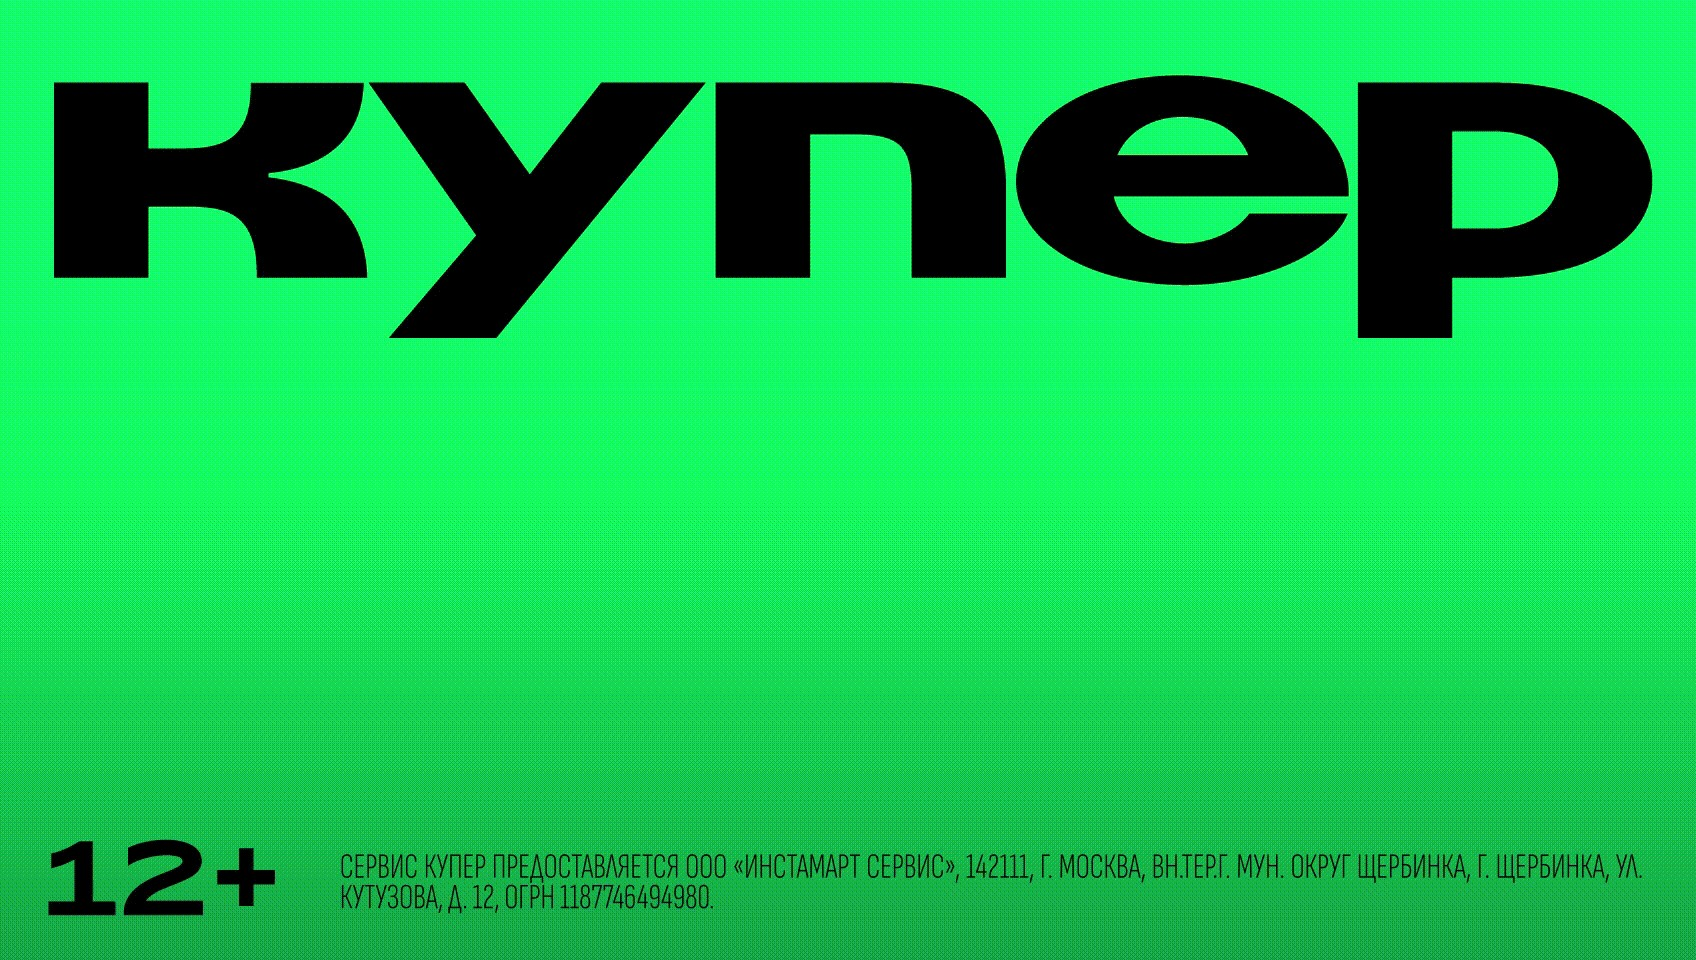 купер
12+
СЕРВИС КУПЕР ПРЕДОСТАВЛЯЕТСЯ ООО «ИНСТАМАРТ СЕРВИС», 142111, Г. МОСКВА, ВН.ТЕР.Г. МУН. ОКРУГ ЩЕРБИНКА, Г. ЩЕРБИНКА, УЛ.
КУТУЗОВА, Д. 12, ОГРН 1187746494980.